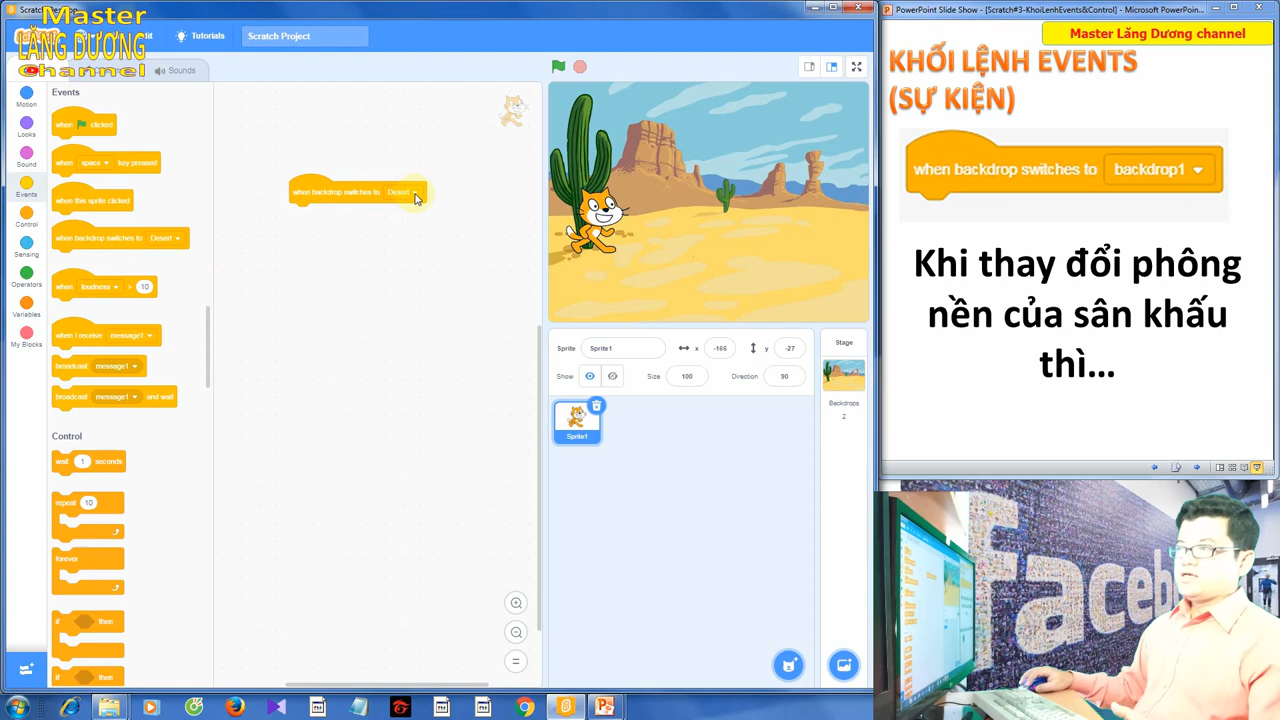 Master
LĂNG DƯƠNG
Channel
Tutorials
Scratch Project
Sounds
PowerPoint Slide Show - [Scratch#3-KhoiLenhEvents&Control] - Microsoft PowerPoin...
Master Lăng Dương channel
KHỐI LỆNH EVENTS
(SỰ KIỆN)
when backdrop switches to backdrop1
Khi thay đổi phông
nền của sân khấu
thì...
Motion
Looks
Sound
Events
Control
Sensing
Operators
Variables
My Blocks
Events
when clicked
when space key pressed
when this sprite clicked
when backdrop switches to Desert
when loudness > 10
when I receive message1
broadcast message1
broadcast message1 and wait
Control
wait 1 seconds
repeat 10
forever
if then
if then
when backdrop switches to Desert
Sprite Sprite1 x -166 y -27
Show Size 100 Direction 90
Sprite1
Stage
Backdrops
2
facebo